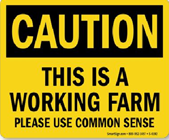 CAUTION
THIS IS A
WORKING FARM
PLEASE USE COMMON SENSE